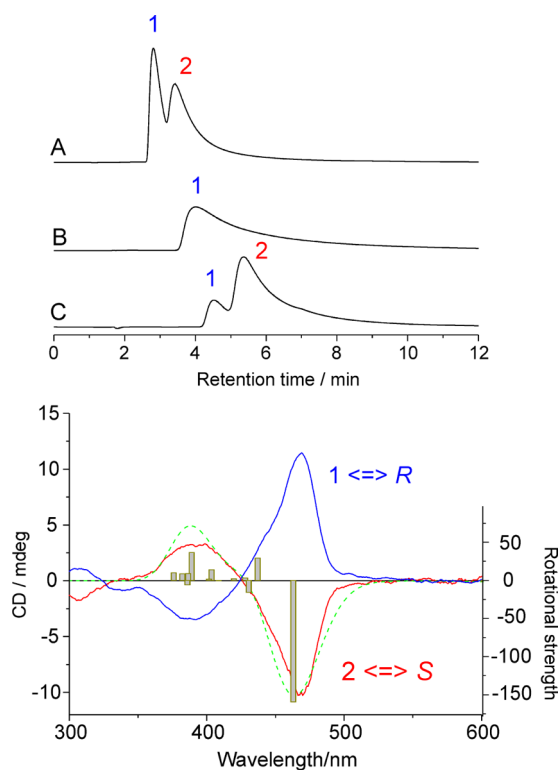 1
2
A
1
B
2
1
C
0 2 4 6 8 10 12
Retention time / min
15
10
5
0
-5
-10
CD / mdeg
1 <=> R
2 <=> S
50
0
-50
-100
-150
Rotational strength
300 400 500 600
Wavelength/nm